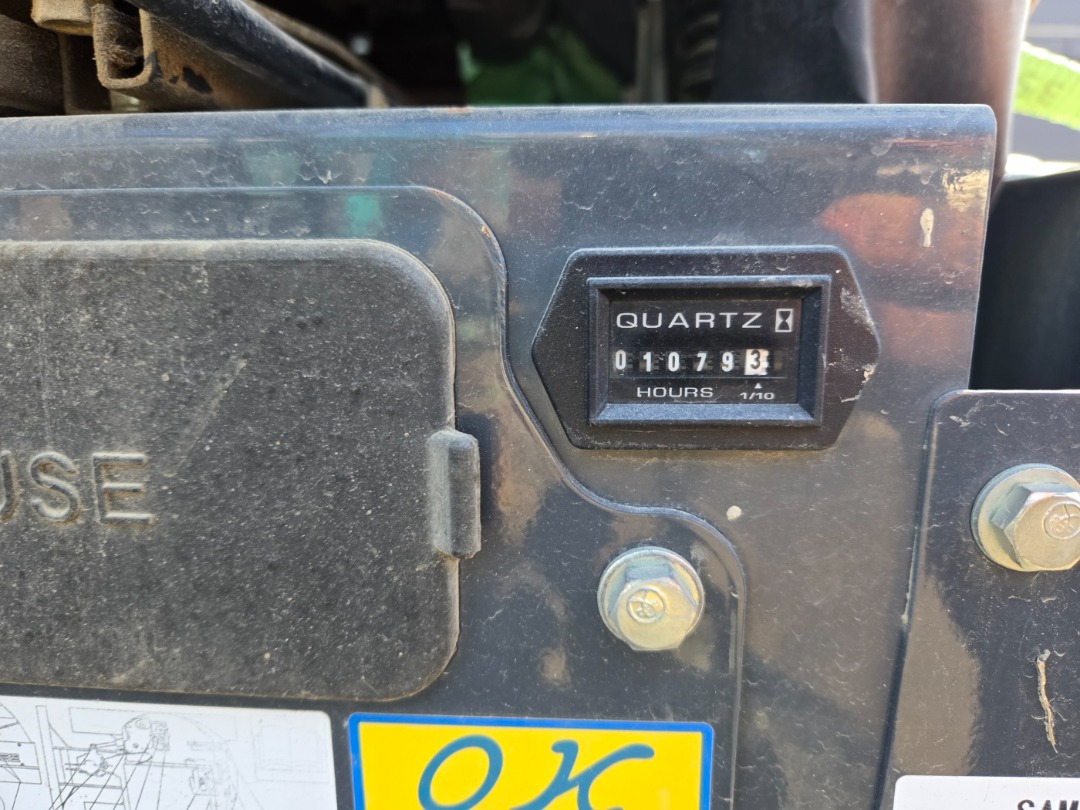 QUARTZ
010793
HOURS 1/10
USE
OK